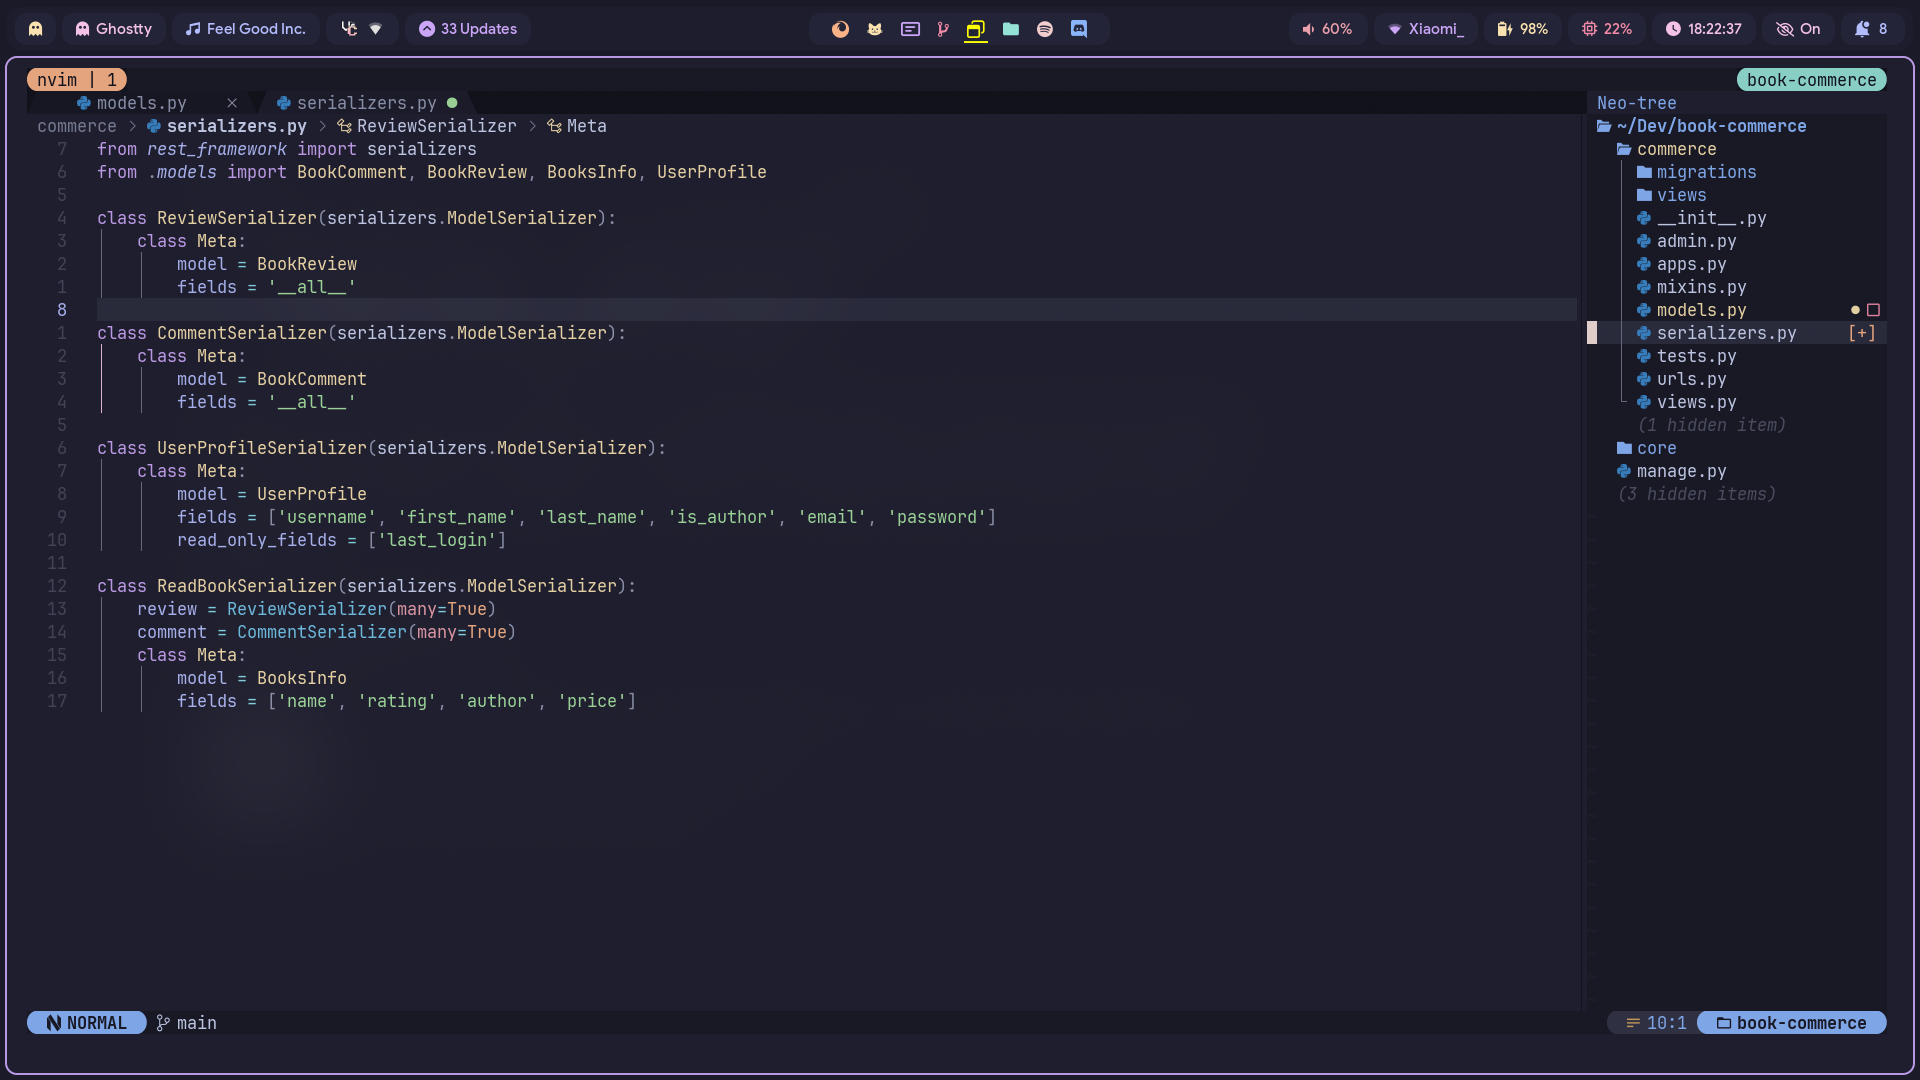 Ghostty
Feel Good Inc.
33 Updates
60%
Xiaomi_
98%
22%
18:22:37
On
8
nvim | 1
book-commerce
models.py
serializers.py
commerce > serializers.py > ReviewSerializer > Meta
7 from rest_framework import serializers
6 from .models import BookComment, BookReview, BooksInfo, UserProfile
5
4 class ReviewSerializer(serializers.ModelSerializer):
3 class Meta:
2 model = BookReview
1 fields = '__all__'
8
1 class CommentSerializer(serializers.ModelSerializer):
2 class Meta:
3 model = BookComment
4 fields = '__all__'
5
6 class UserProfileSerializer(serializers.ModelSerializer):
7 class Meta:
8 model = UserProfile
9 fields = ['username', 'first_name', 'last_name', 'is_author', 'email', 'password']
10 read_only_fields = ['last_login']
11
12 class ReadBookSerializer(serializers.ModelSerializer):
13 review = ReviewSerializer(many=True)
14 comment = CommentSerializer(many=True)
15 class Meta:
16 model = BooksInfo
17 fields = ['name', 'rating', 'author', 'price']
Neo-tree
~/Dev/book-commerce
commerce
migrations
views
__init__.py
admin.py
apps.py
mixins.py
models.py
serializers.py [+]
tests.py
urls.py
views.py
(1 hidden item)
core
manage.py
(3 hidden items)
NORMAL
main
10:1
book-commerce